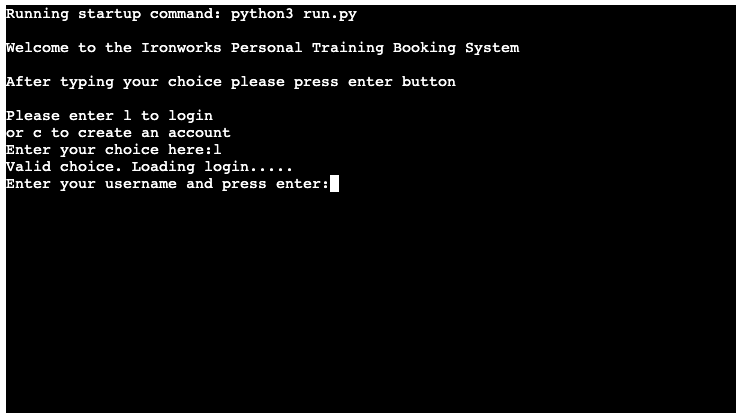 Running startup command: python3 run.py
Welcome to the Ironworks Personal Training Booking System
After typing your choice please press enter button
Please enter l to login
or c to create an account
Enter your choice here:l
Valid choice. Loading login.....
Enter your username and press enter: